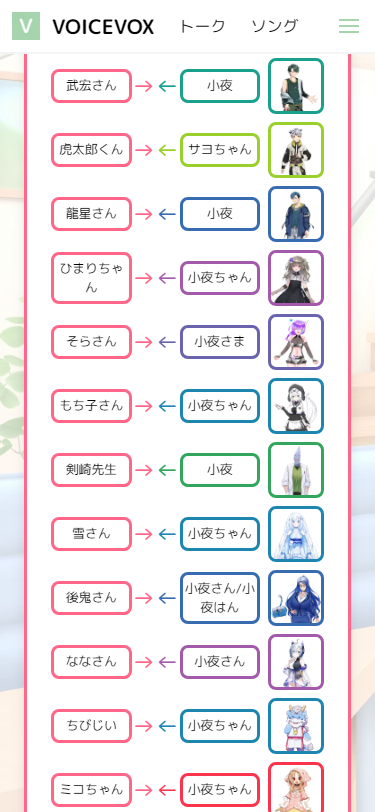 V VOICEVOX トーク ソング
武宏さん → ← 小夜
虎太郎くん → ← サヨちゃん
龍星さん → ← 小夜
ひまりちゃ
ん → ← 小夜ちゃん
そらさん → ← 小夜さま
もち子さん → ← 小夜ちゃん
剣崎先生 → ← 小夜
雪さん → ← 小夜ちゃん
後鬼さん → ← 小夜さん/小
夜はん
ななさん → ← 小夜さん
ちびじい → ← 小夜ちゃん
ミコちゃん → ← 小夜ちゃん